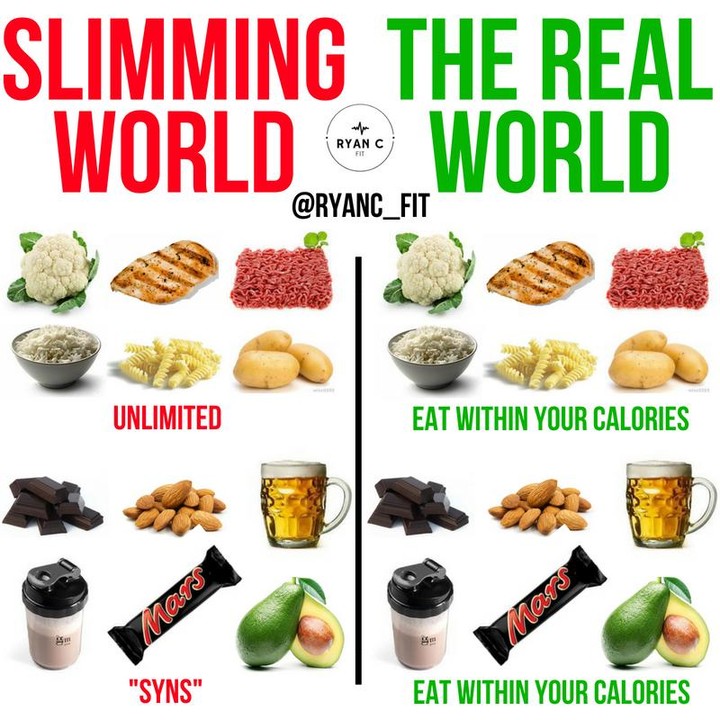 SLIMMING
WORLD
THE REAL
WORLD
RYAN C
FIT
@RYANC_FIT
UNLIMITED
EAT WITHIN YOUR CALORIES
Mars
Mars
"SYNS"
EAT WITHIN YOUR CALORIES